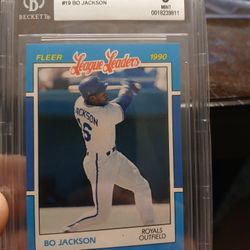 #19 BO JACKSON
BECKETT
MINT
0018239811
FLEER
1990
League Leaders
JACKSON
16
BO JACKSON
ROYALS
OUTFIELD